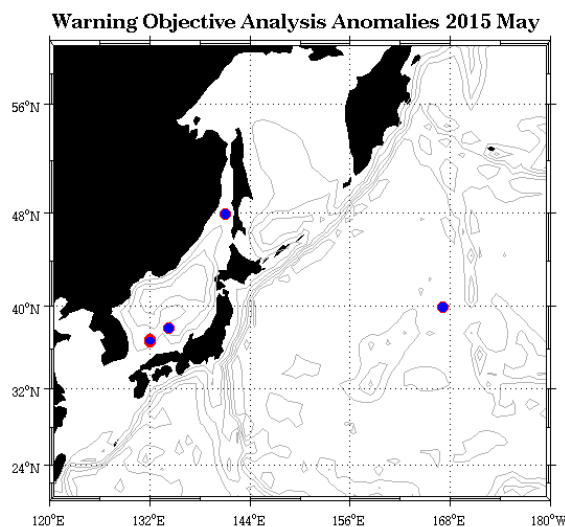 Warning Objective Analysis Anomalies 2015 May
56°N
48°N
40°N
32°N
24°N
120°E 132°E 144°E 156°E 168°E 180°W